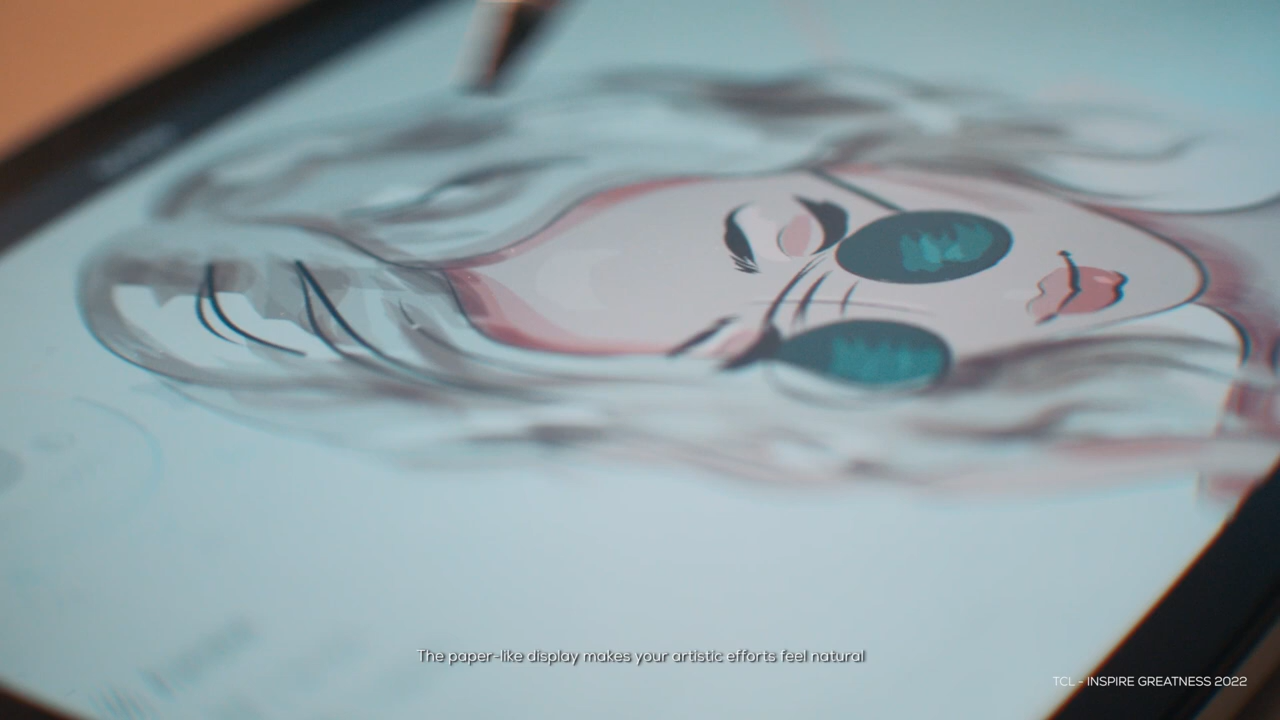 The paper-like display makes your artistic efforts feel natural
TCL - INSPIRE GREATNESS 2022